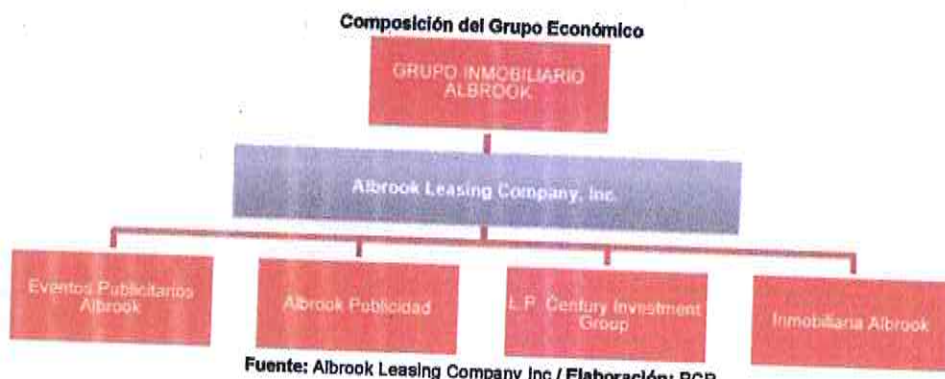 Composición del Grupo Económico
GRUPO INMOBILIARIO
ALBROOK
Albrook Leasing Company, Inc.
Eventos Publicitarios
Albrook
Albrook Publicidad
L.P. Century Investment
Group
Inmobiliaria Albrook
Fuente: Albrook Leasing Company Inc / Elaboración: PCR